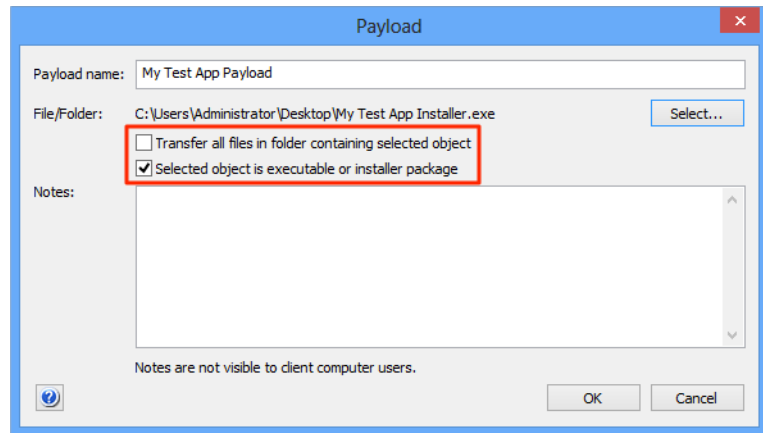 Payload
Payload name: My Test App Payload
File/Folder: C:\Users\Administrator\Desktop\My Test App Installer.exe Select...
Transfer all files in folder containing selected object
Selected object is executable or installer package
Notes:
Notes are not visible to client computer users.
OK Cancel